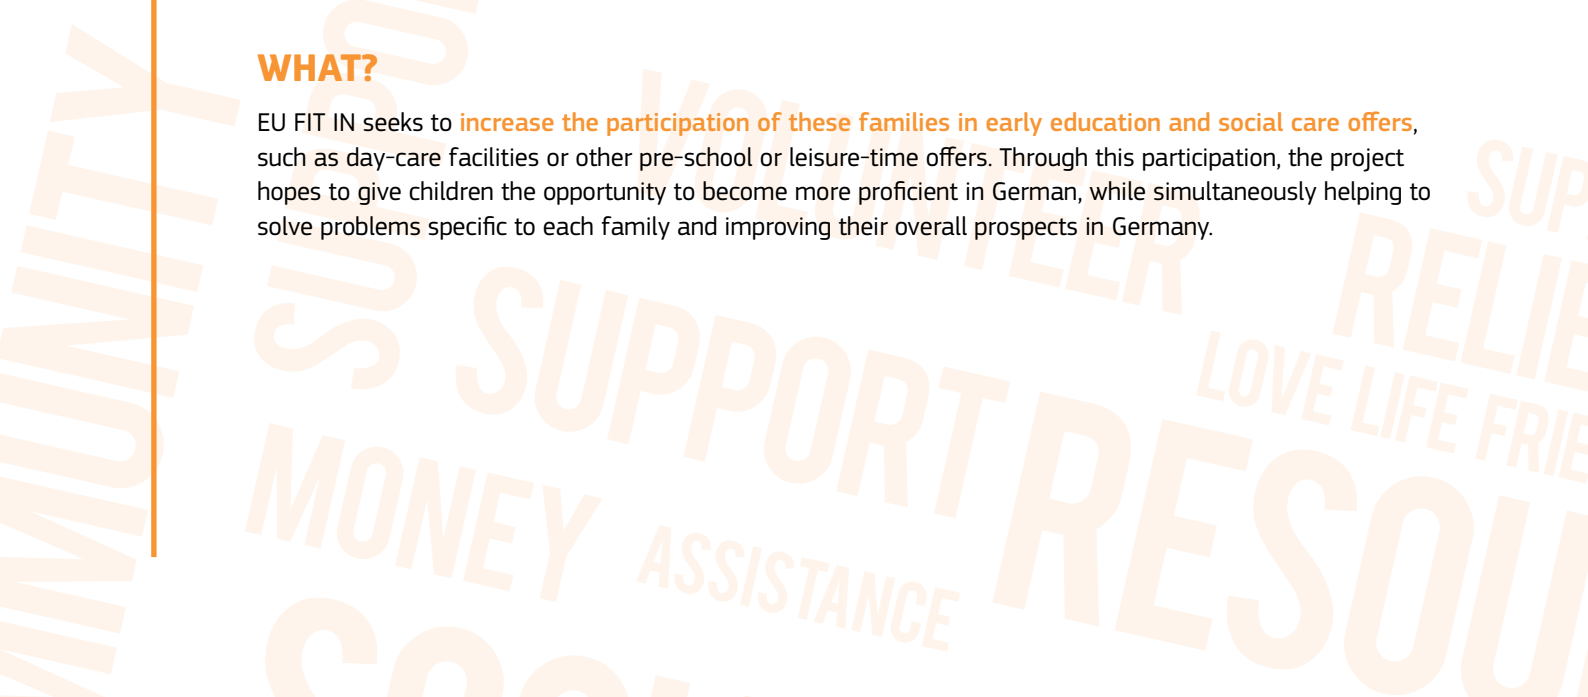 WHAT?
EU FIT IN seeks to increase the participation of these families in early education and social care offers,
such as day-care facilities or other pre-school or leisure-time offers. Through this participation, the project
hopes to give children the opportunity to become more proficient in German, while simultaneously helping to
solve problems specific to each family and improving their overall prospects in Germany.
VOLUNTEER
SUPPORT
LOVE LIFE
MONEY
ASSISTANCE